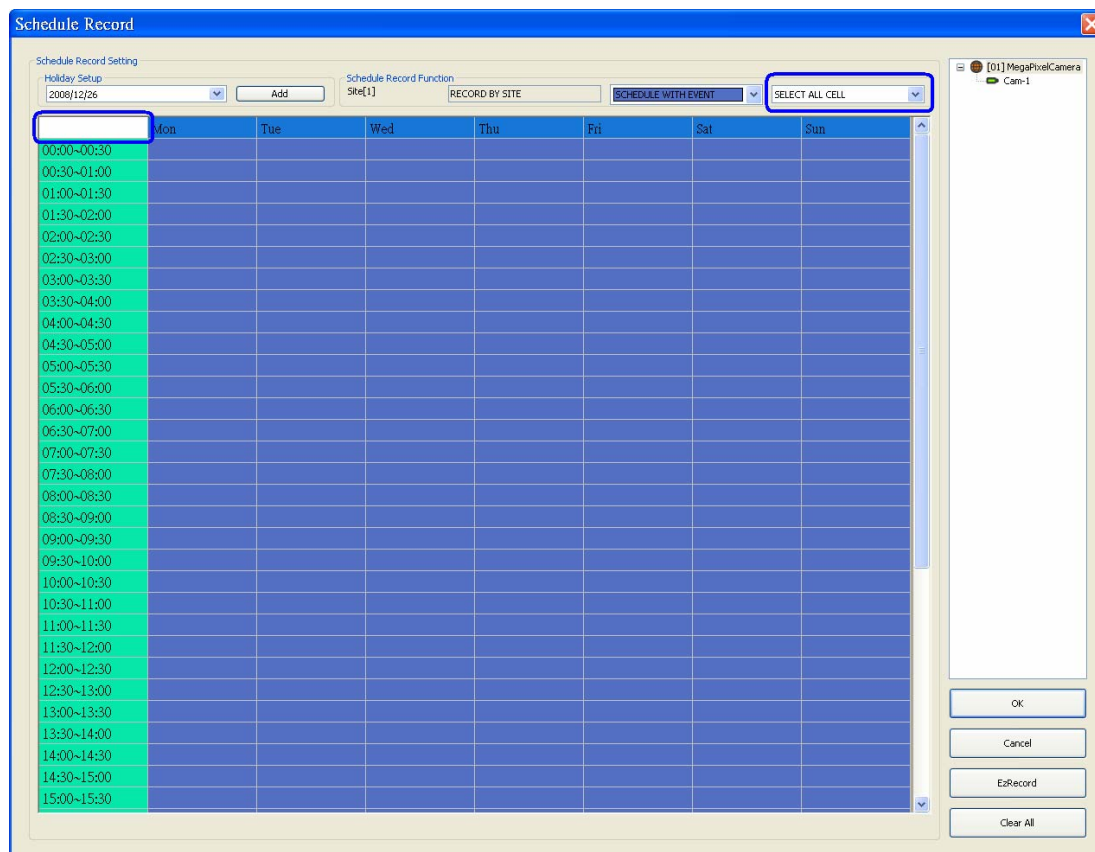 Schedule Record
Schedule Record Setting
Holiday Setup
2008/12/26
Add
Schedule Record Function
Site[1]
RECORD BY SITE
SCHEDULE WITH EVENT
SELECT ALL CELL
Mon Tue Wed Thu Fri Sat Sun
00:00~00:30
00:30~01:00
01:00~01:30
01:30~02:00
02:00~02:30
02:30~03:00
03:00~03:30
03:30~04:00
04:00~04:30
04:30~05:00
05:00~05:30
05:30~06:00
06:00~06:30
06:30~07:00
07:00~07:30
07:30~08:00
08:00~08:30
08:30~09:00
09:00~09:30
09:30~10:00
10:00~10:30
10:30~11:00
11:00~11:30
11:30~12:00
12:00~12:30
12:30~13:00
13:00~13:30
13:30~14:00
14:00~14:30
14:30~15:00
15:00~15:30
[01] MegaPixelCamera
Cam-1
OK
Cancel
EzRecord
Clear All